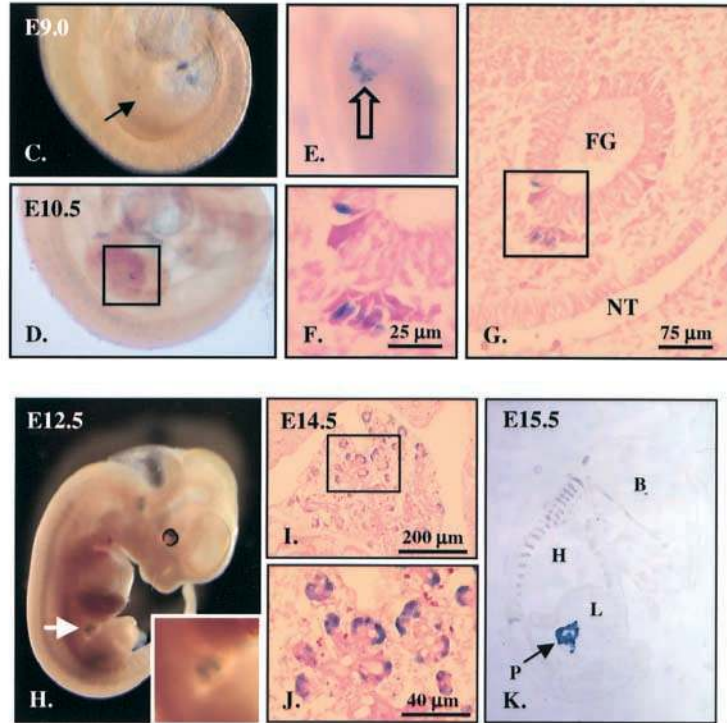 E9.0
C.
E.
FG
NT
G.
75 µm
E10.5
D.
F.
25 µm
E12.5
H.
E14.5
I.
200 µm
J.
40 µm
E15.5
B
H
L
P
K.